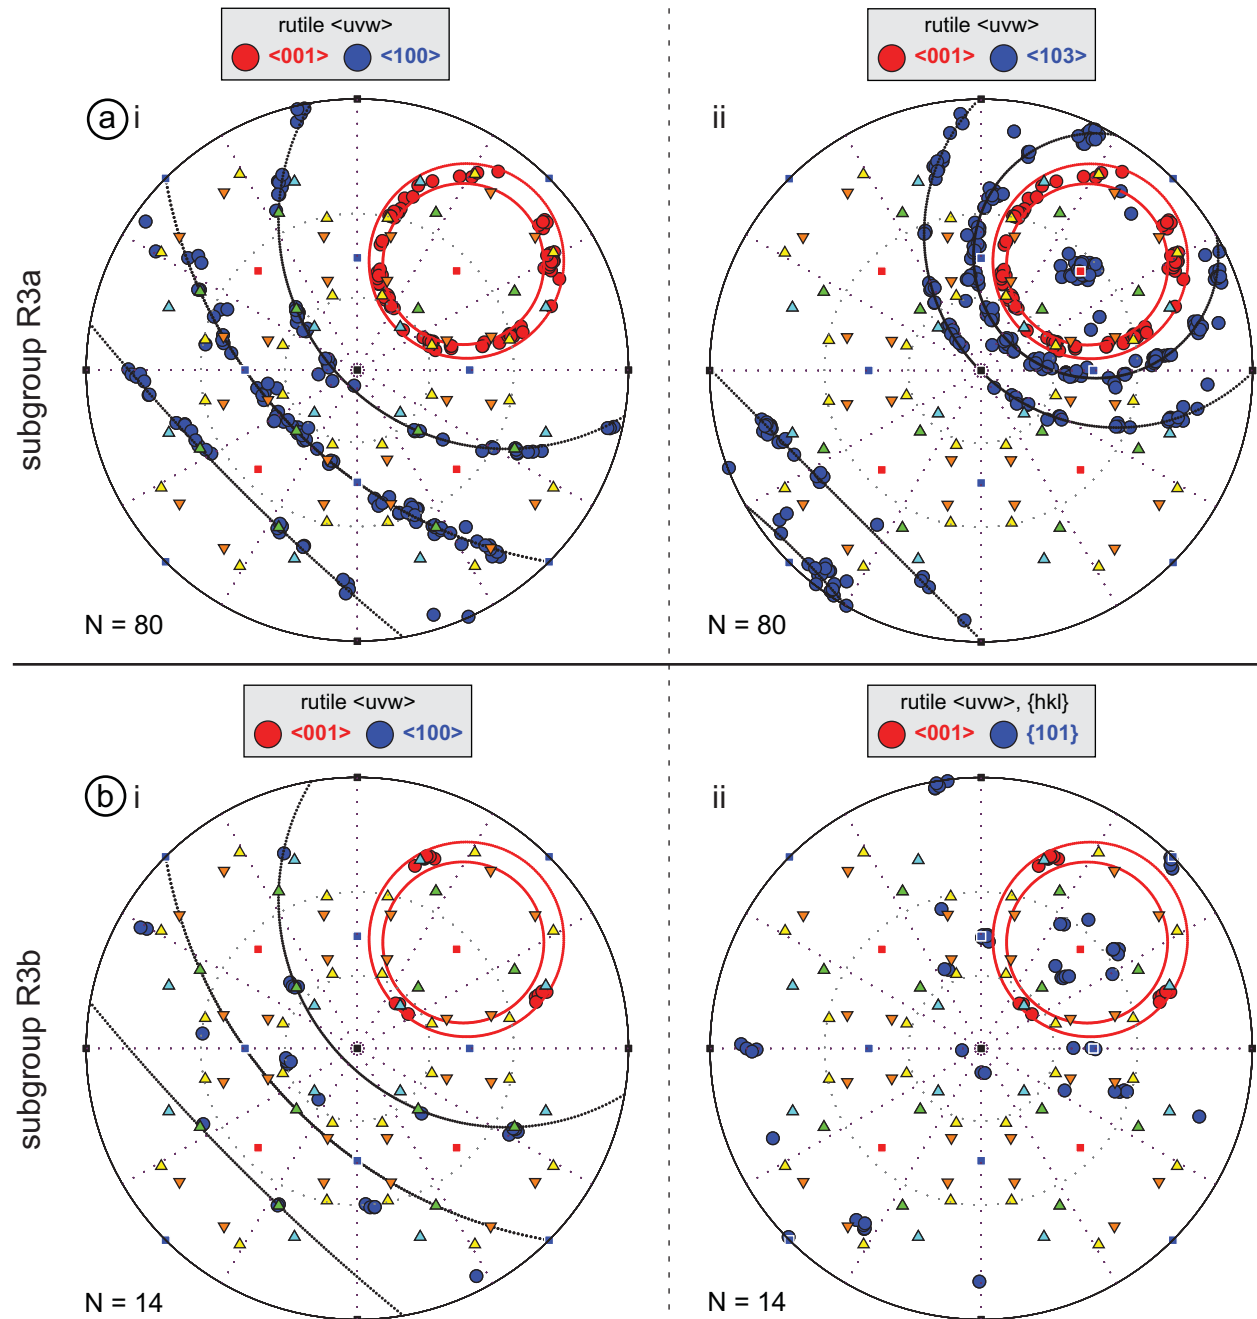 rutile <uvw>
<001> <100>
rutile <uvw>
<001> <103>
a i
ii
subgroup R3a
N = 80
N = 80
rutile <uvw>
<001> <100>
rutile <uvw>, {hkl}
<001> {101}
b i
ii
subgroup R3b
N = 14
N = 14